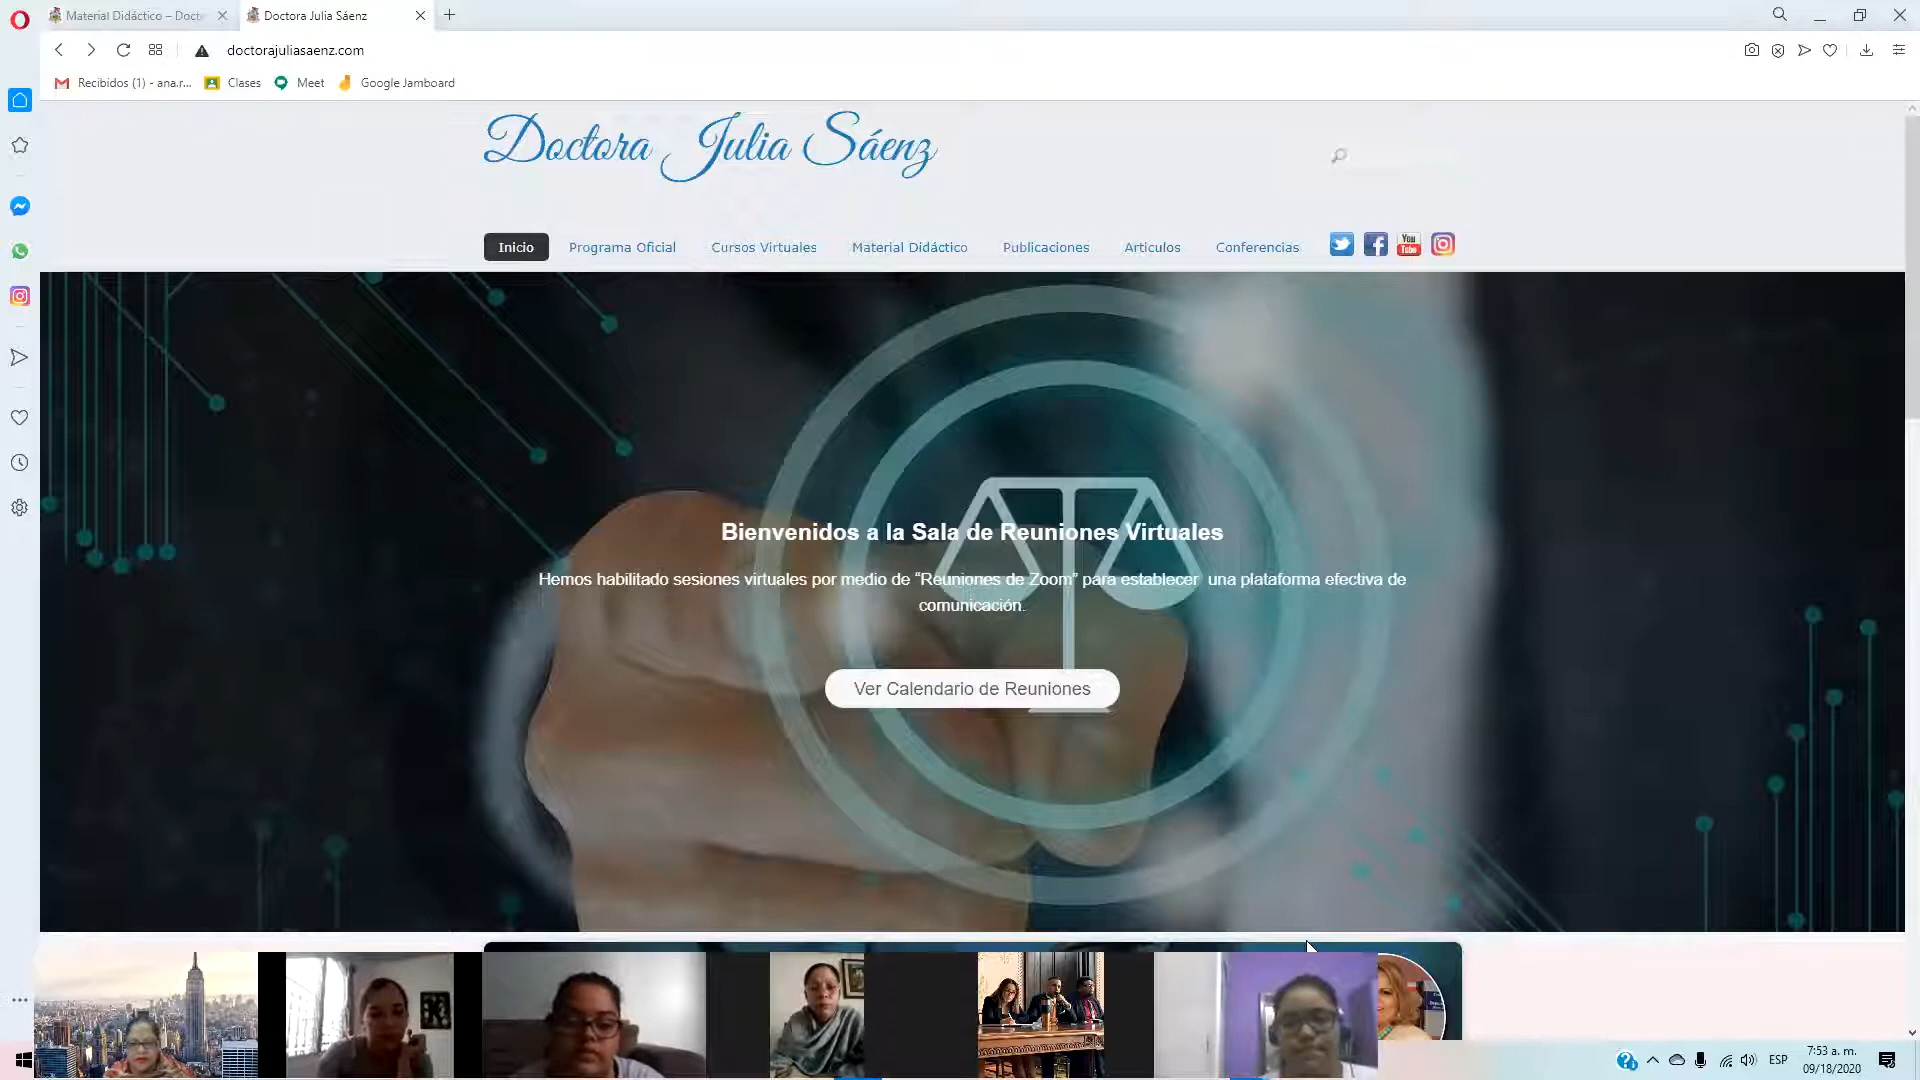 Material Didáctico – Doct
Doctora Julia Sáenz
doctorajuliasaenz.com
Recibidos (1) - ana.r...
Clases
Meet
Google Jamboard
Doctora Julia Sáenz
Inicio
Programa Oficial
Cursos Virtuales
Material Didáctico
Publicaciones
Articulos
Conferencias
You
Tube
Bienvenidos a la Sala de Reuniones Virtuales
Hemos habilitado sesiones virtuales por medio de “Reuniones de Zoom” para establecer una plataforma efectiva de
comunicación.
Ver Calendario de Reuniones
ESP
7:53 a. m.
09/18/2020